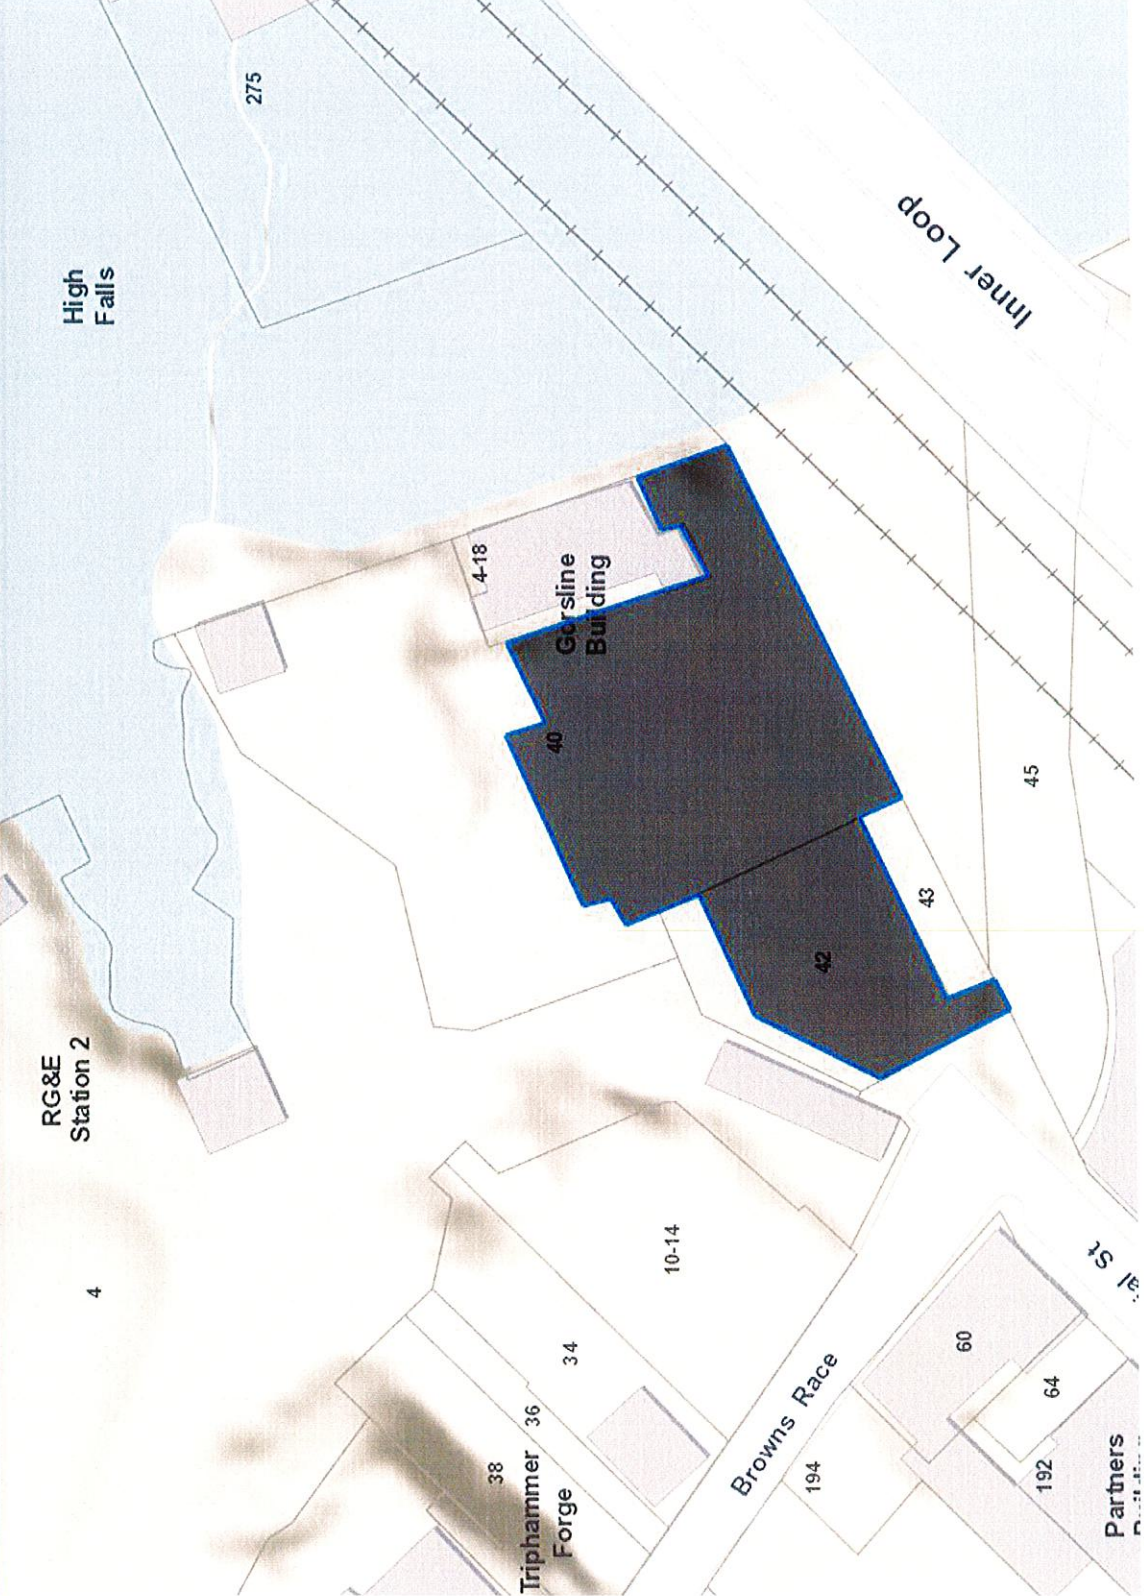 RG&E
Station 2
High
Falls
275
4
4-18
Gorsline
Building
40
42
43
45
10-14
34
36
38
Triphammer
Forge
Browns Race
Inner Loop
60
64
192
194
Partners
St